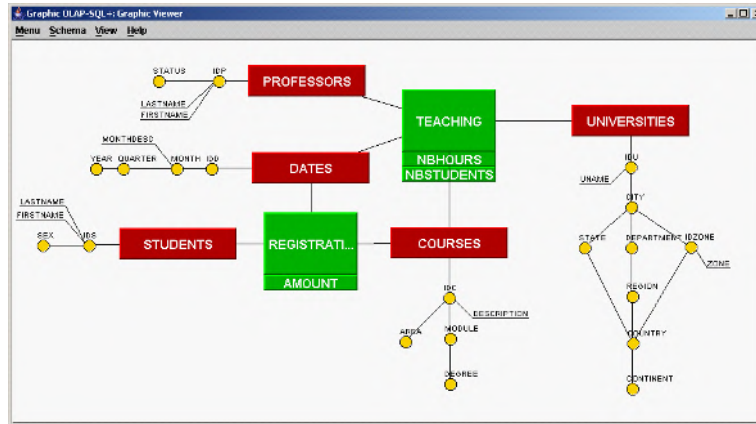 Graphic OLAP-SQL+: Graphic Viewer
Menu Schema View Help
STATUS IDP
PROFESSORS
LASTNAME
FIRSTNAME
TEACHING
NBHOURS
NBSTUDENTS
UNIVERSITIES
MONTHDESC
YEAR QUARTER MONTH IDD
DATES
IDU
UNAME
CITY
LASTNAME
FIRSTNAME
SEX IDS
STUDENTS
REGISTRATI...
AMOUNT
COURSES
STATE DEPARTMENT IDZONE
ZONE
IDC
DESCRIPTION
REGION
AREA MODULE
COUNTRY
DEGREE
CONTINENT